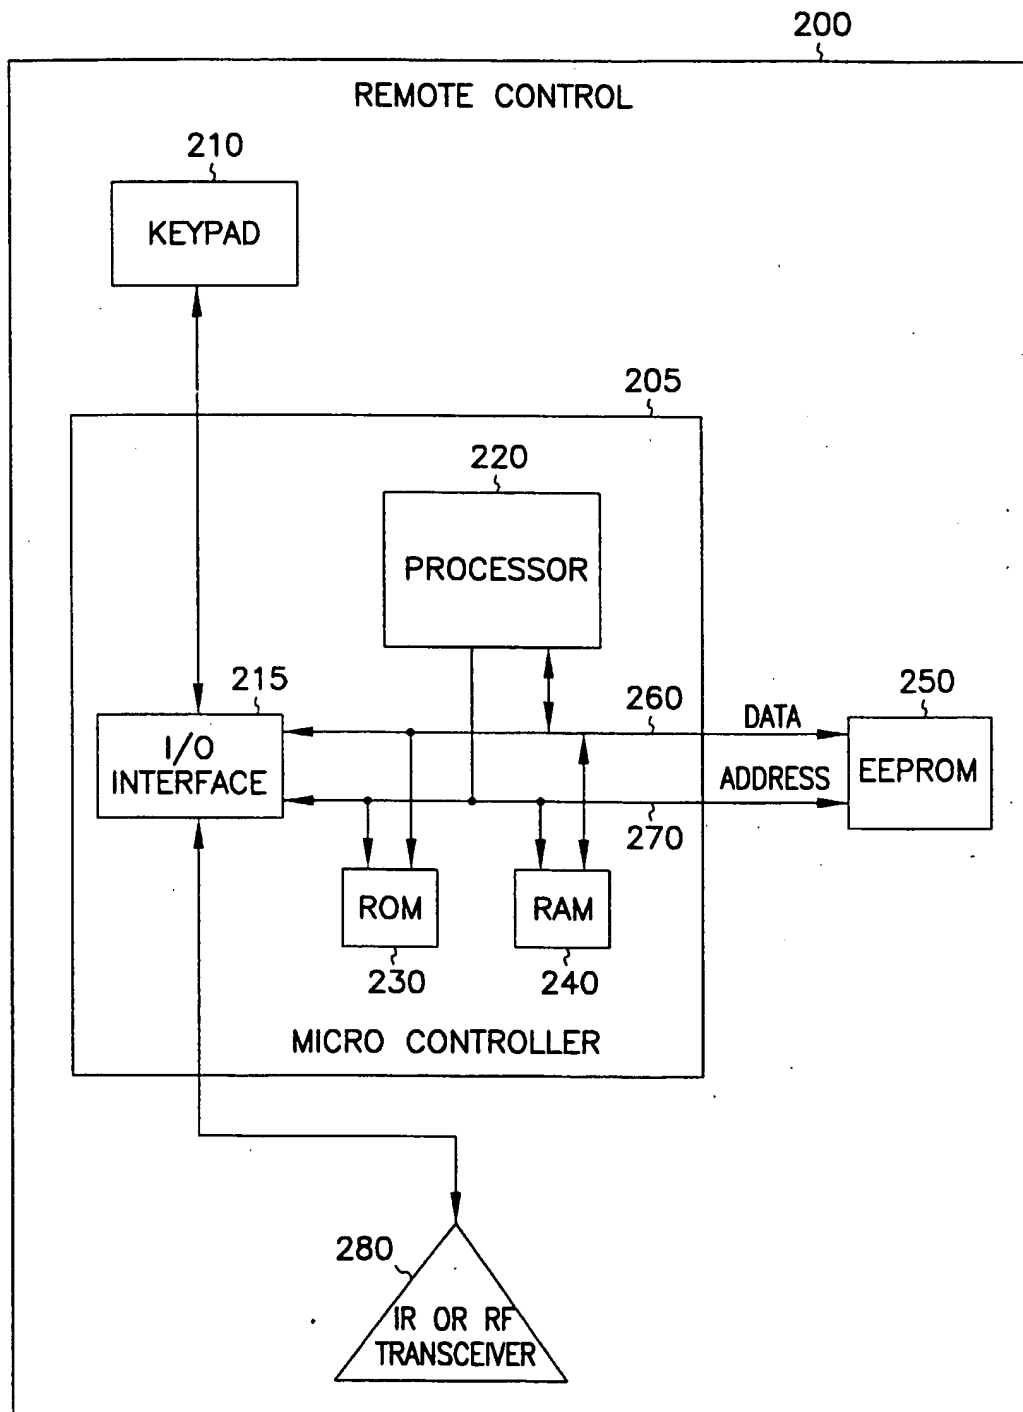 200
REMOTE CONTROL
210
KEYPAD
205
220
PROCESSOR
215
I/O
INTERFACE
260
DATA
250
EEPROM
ADDRESS
270
ROM
230
RAM
240
MICRO CONTROLLER
280
IR OR RF
TRANSCEIVER